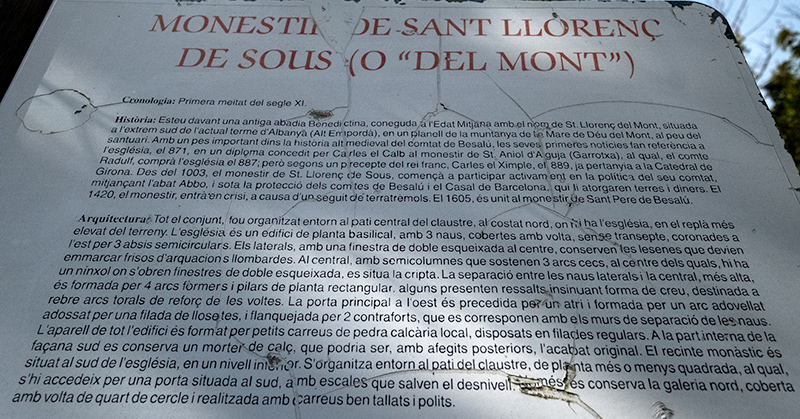 MONESTIR DE SANT LLORENÇ
DE SOUS (O “DEL MONT”)
Cronologia: Primera meitat del segle XI.
Història: Esteu davant una antiga abadia Benedictina, coneguda a l'Edat Mitjana amb el nom de St. Llorenç del Mont, situada
a l'extrem sud de l'actual terme d'Albanyà (Alt Empordà), en un planell de la muntanya de la Mare de Déu del Mont, al peu del
santuari. Amb un pes important dins la història alt medieval del comtat de Besalú, les seves primeres notícies fan referència a
l'església, el 871, en un diploma concedit per Carles el Calb al monestir de St. Aniol d'Aguja (Garrotxa), al qual, el comte
Radulf, comprà l'església el 887; però segons un precepte del rei franc, Carles el Ximple, el 889, ja pertanyia a la Catedral de
Girona. Des del 1003, el monestir de St. Llorenç de Sous, començà a participar activament en la política del seu comtat,
mitjançant l'abat Abbo, i sota la protecció dels comtes de Besalú i el Casal de Barcelona, qui li atorgaren terres i diners. El
1420, el monestir, entrà en crisi, a causa d'un seguit de terratremols. El 1605, és unit al monestir de Sant Pere de Besalú.
Arquitectura: Tot el conjunt, fou organitzat entorn al pati central del claustre, al costat nord, on hi ha l'església, en el replà més
elevat del terreny. L'església és un edifici de planta basilical, amb 3 naus, cobertes amb volta, sense transepte, coronades a
l'est per 3 absis semicirculars. Els laterals, amb una finestra de doble esqueixada al centre, conserven les lesenes que devien
emmarcar frisos d'arquacions llombardes. Al central, amb semicolumnes que sostenen 3 arcs cecs, al centre dels quals, hi ha
un nínxol on s'obren finestres de doble esqueixada, es situa la cripta. La separació entre les naus laterals i la central, més alta,
és formada per 4 arcs formers i pilars de planta rectangular. alguns presenten ressalts insinuant forma de creu, destinada a
rebre arcs torals de reforç de les voltes. La porta principal a l'oest és precedida per un atri i formada per un arc adovellat
adossat per una filada de llosetes, i flanquejada per 2 contraforts, que es corresponen amb els murs de separació de les naus.
L'aparell de tot l'edifici és format per petits carreus de pedra calcària local, disposats en filades regulars. A la part interna de la
façana sud es conserva un morter de calç, que podria ser, amb afegits posteriors, l'acabat original. El recinte monàstic és
situat al sud de l'església, en un nivell inferior. S'organitza entorn al pati del claustre, de planta més o menys quadrada, al qual,
s'hi accedeix per una porta situada al sud, amb escales que salven el desnivell. només és conserva la galeria nord, coberta
amb volta de quart de cercle i realitzada amb carreus ben tallats i polits.